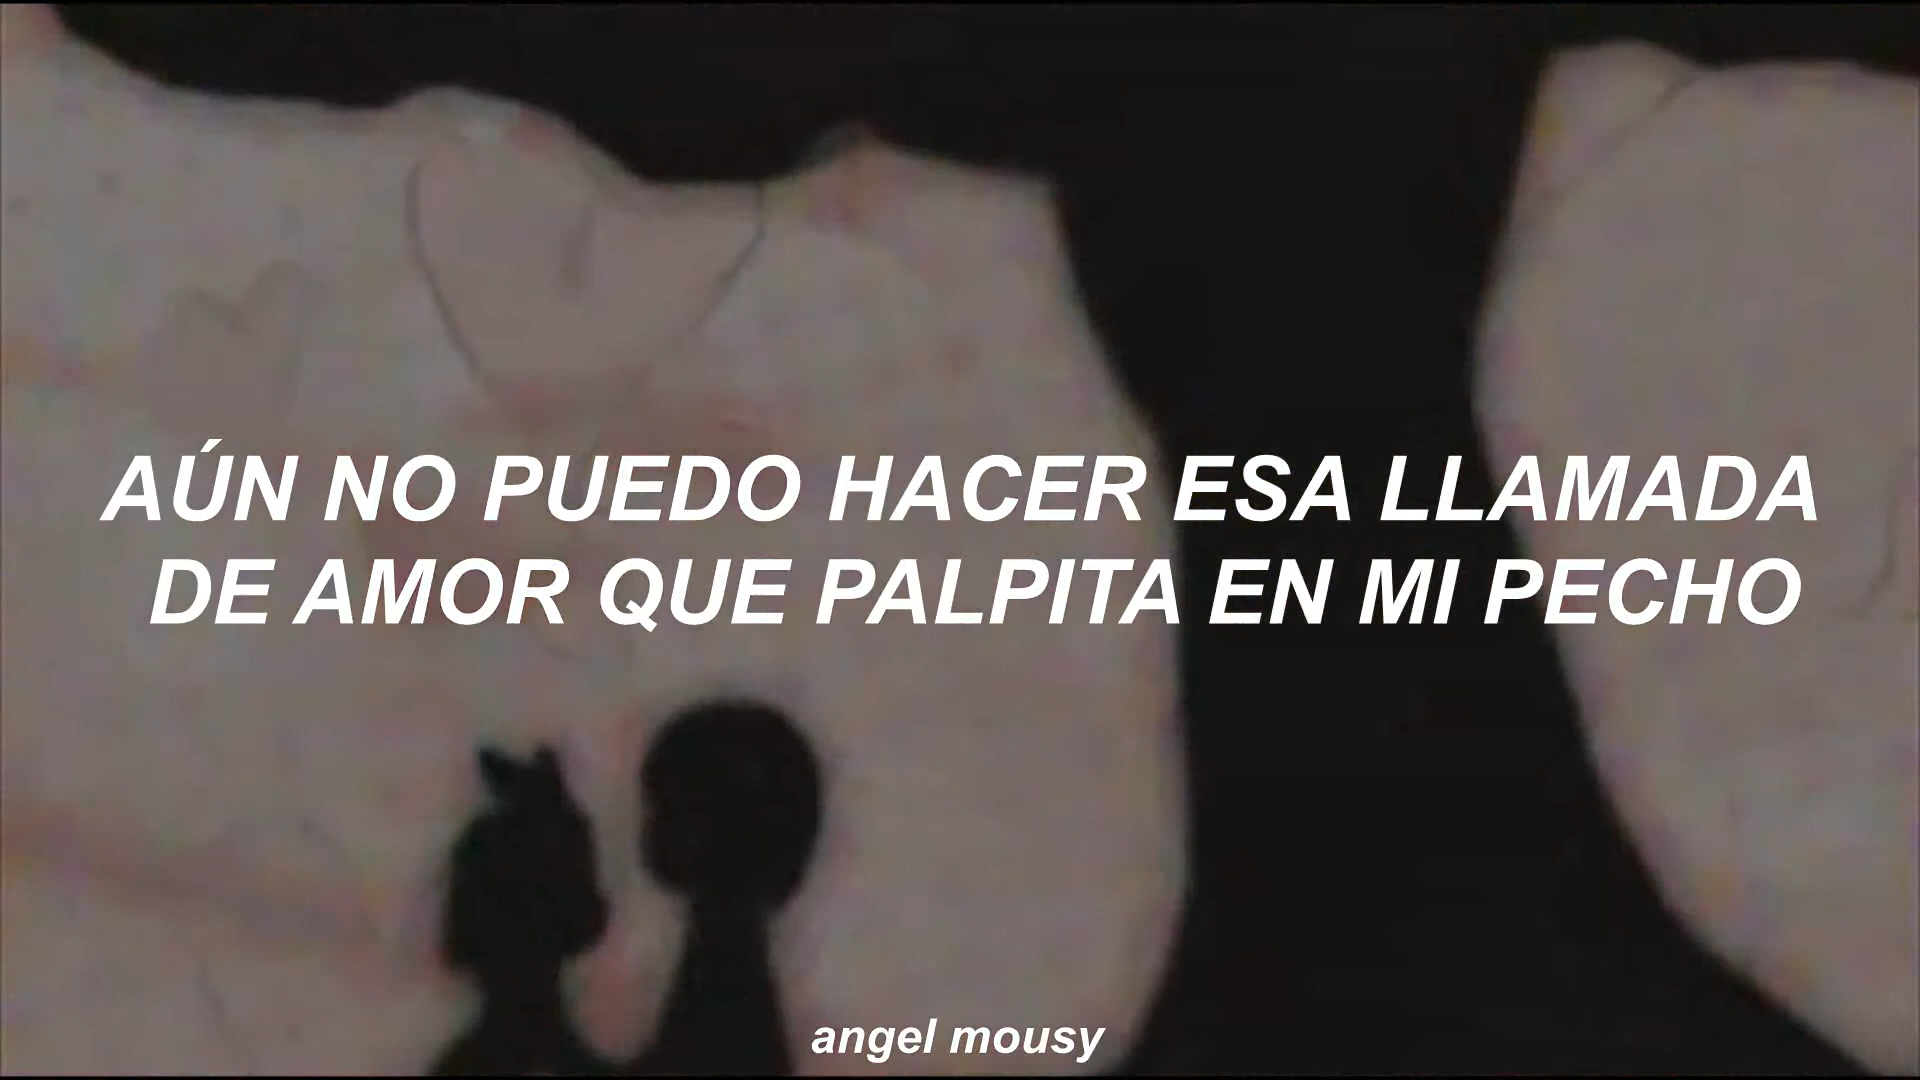 AÚN NO PUEDO HACER ESA LLAMADA
DE AMOR QUE PALPITA EN MI PECHO
angel mousy